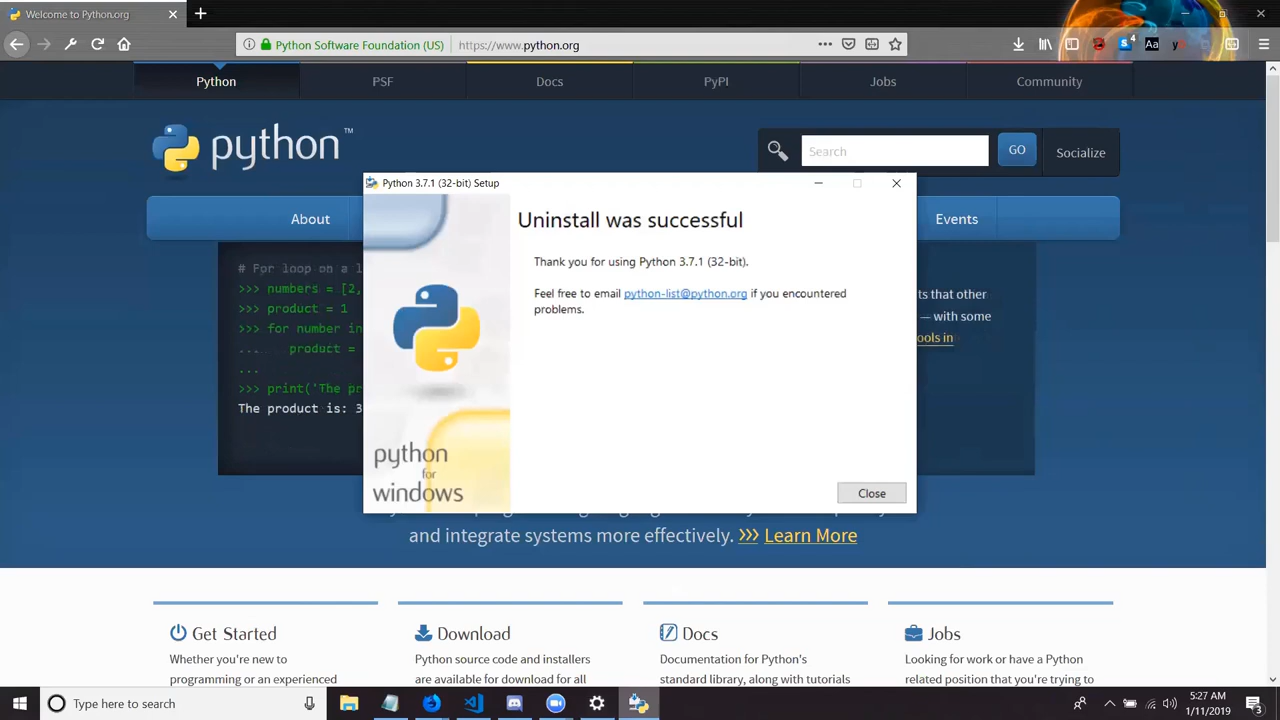 Welcome to Python.org
Python Software Foundation (US)
https://www.python.org
4
Aa
Python
PSF
Docs
PyPI
Jobs
Community
python™
Search
GO
Socialize
About
Events
Python 3.7.1 (32-bit) Setup
Uninstall was successful
Thank you for using Python 3.7.1 (32-bit).
Feel free to email python-list@python.org if you encountered
problems.
python
for
windows
Close
# For loop on a l
>>> numbers = [2,
>>> product = 1
>>> for number in
... product =
...
>>> print('The pr
The product is: 3
ts that other
— with some
ools in
and integrate systems more effectively. >>> Learn More
Get Started
Whether you're new to
programming or an experienced
Download
Python source code and installers
are available for download for all
Docs
Documentation for Python's
standard library, along with tutorials
Jobs
Looking for work or have a Python
related position that you're trying to
Type here to search
5:27 AM
1/11/2019
3